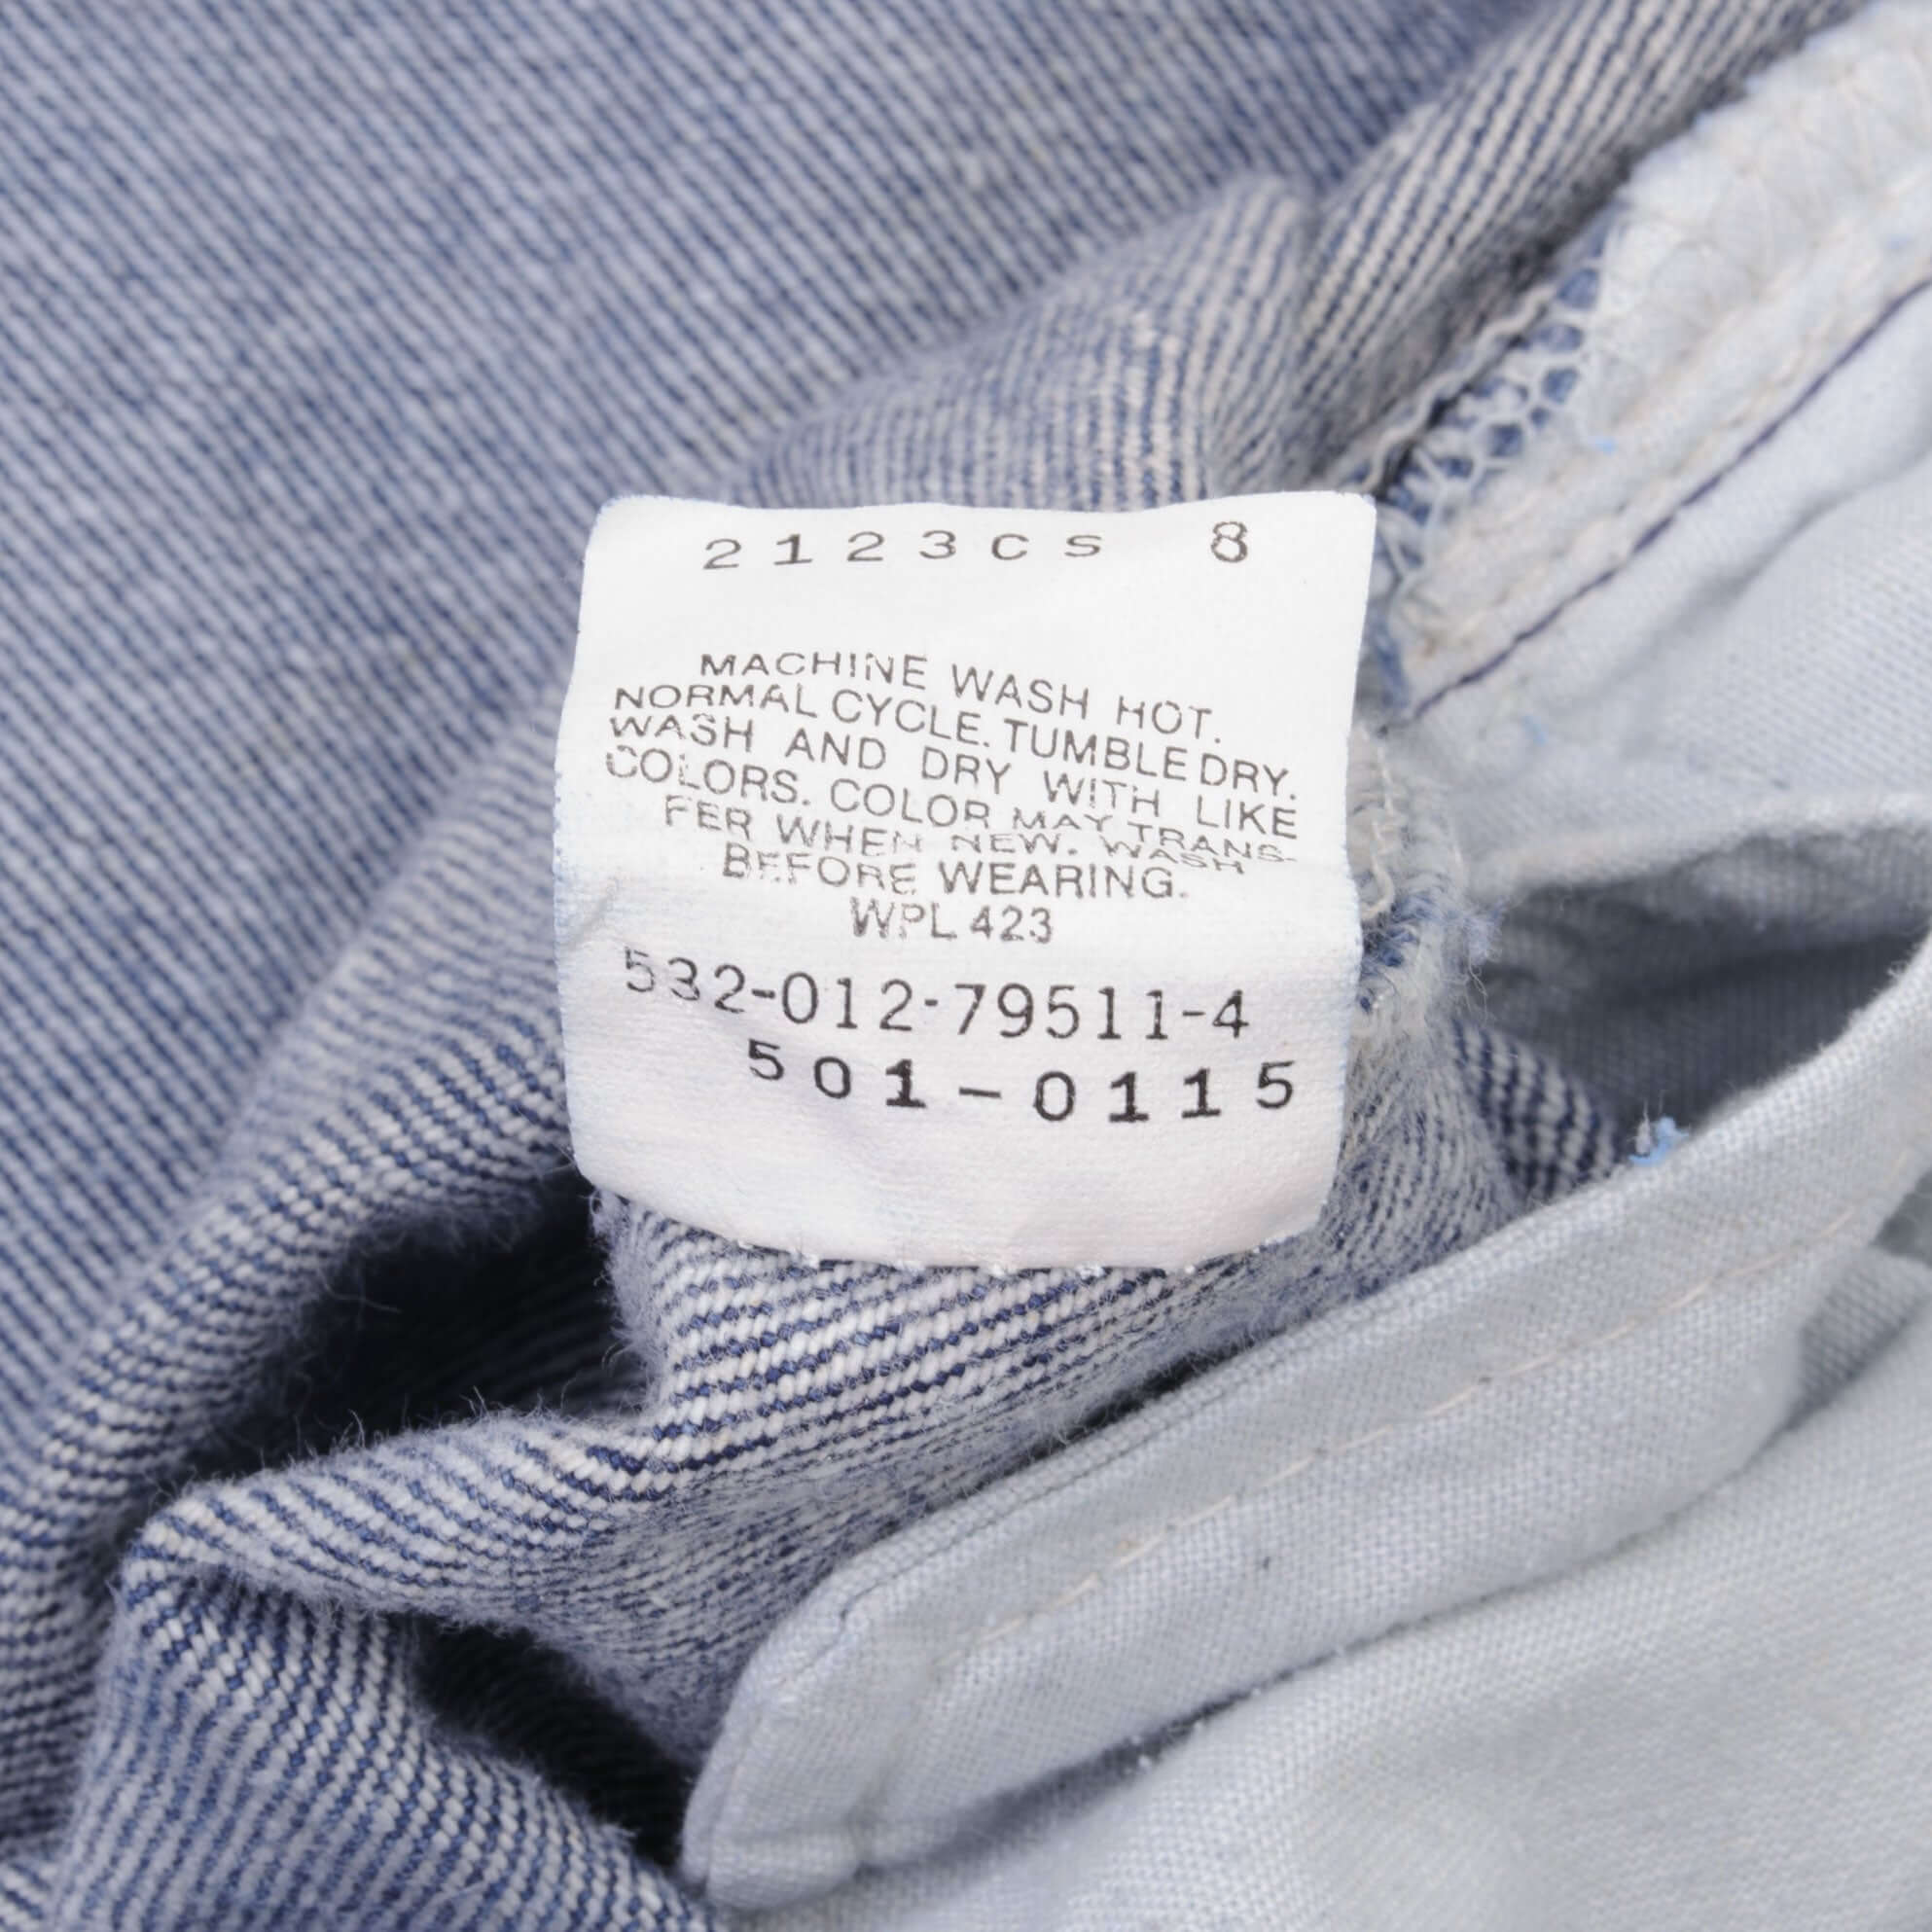 2123CS 8
MACHINE WASH HOT.
NORMAL CYCLE. TUMBLE DRY.
WASH AND DRY WITH LIKE
COLORS. COLOR MAY TRANS-
FER WHEN NEW. WASH
BEFORE WEARING.
WPL 423
532-012-79511-4
501-0115